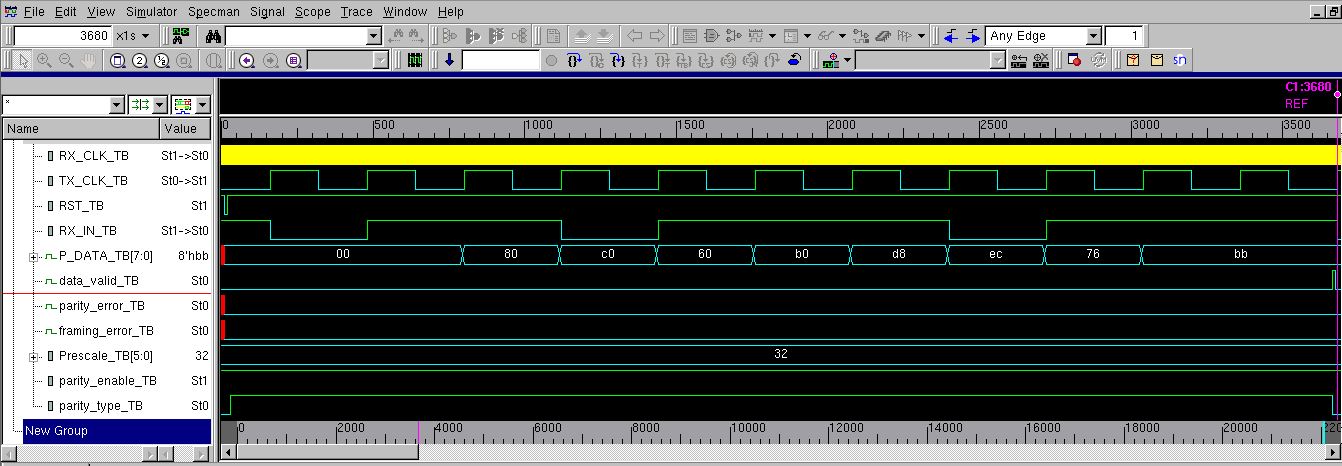 File Edit View Simulator Specman Signal Scope Trace Window Help
3680 x1s Any Edge 1
C1:3680
* REF
0 500 1000 1500 2000 2500 3000 3500
Name Value
RX_CLK_TB St1->St0
TX_CLK_TB St0->St1
RST_TB St1
RX_IN_TB St1->St0
P_DATA_TB[7:0] 8'hbb 00 80 c0 60 b0 d8 ec 76 bb
data_valid_TB St0
parity_error_TB St0
framing_error_TB St0
Prescale_TB[5:0] 32 32
parity_enable_TB St1
parity_type_TB St0
New Group 0 2000 4000 6000 8000 10000 12000 14000 16000 18000 20000 220